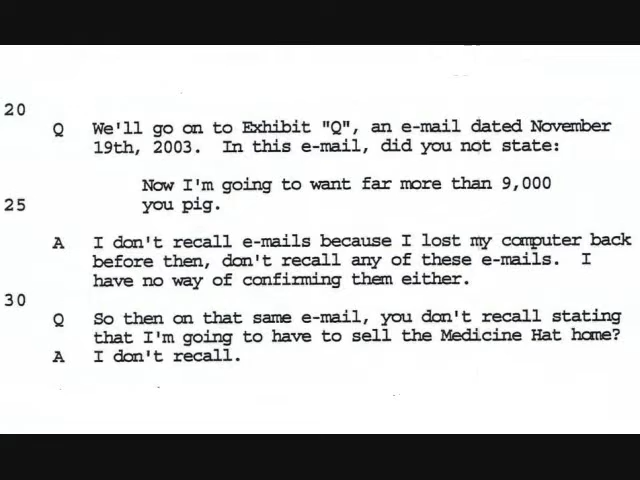 20
Q We'll go on to Exhibit "Q", an e-mail dated November
19th, 2003. In this e-mail, did you not state:
Now I'm going to want far more than 9,000
25 you pig.
A I don't recall e-mails because I lost my computer back
before then, don't recall any of these e-mails. I
have no way of confirming them either.
30
Q So then on that same e-mail, you don't recall stating
that I'm going to have to sell the Medicine Hat home?
A I don't recall.